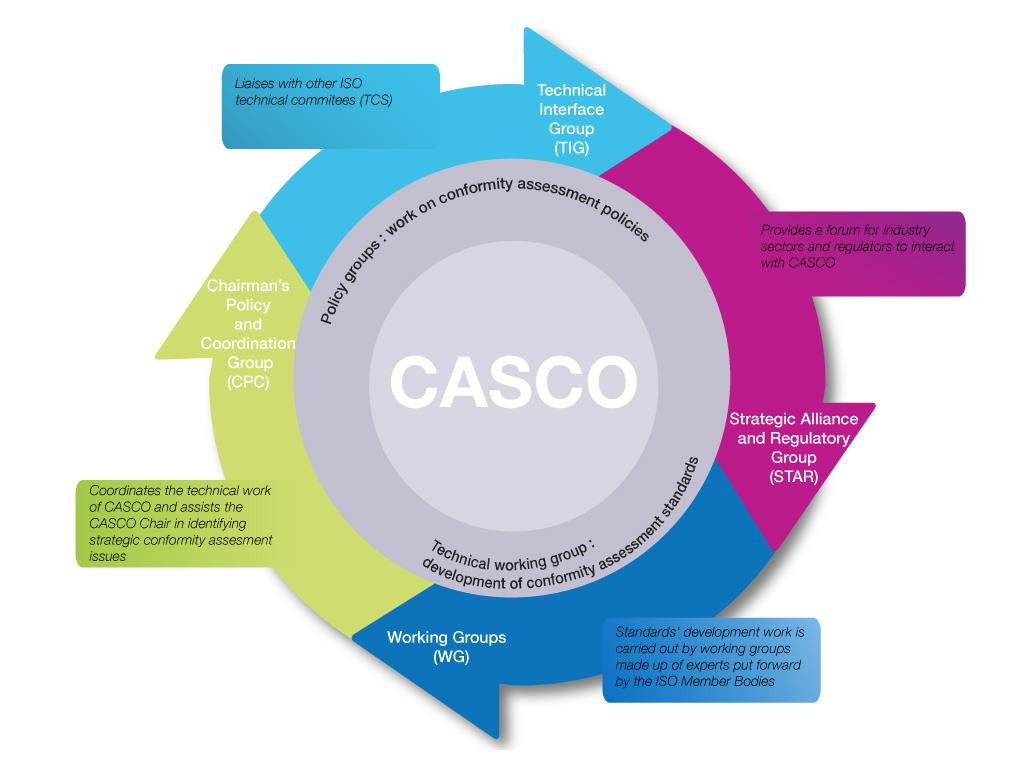 Liaises with other ISO
technical commitees (TCS)
Technical
Interface
Group
(TIG)
Policy groups : work on conformity assessment policies
Provides a forum for industry
sectors and regulators to interact
with CASCO
Chairman's
Policy
and
Coordination
Group
(CPC)
CASCO
Strategic Alliance
and Regulatory
Group
(STAR)
Coordinates the technical work
of CASCO and assists the
CASCO Chair in identifying
strategic conformity assesment
issues
Technical working group :
development of conformity assessment standards
Working Groups
(WG)
Standards' development work is
carried out by working groups
made up of experts put forward
by the ISO Member Bodies